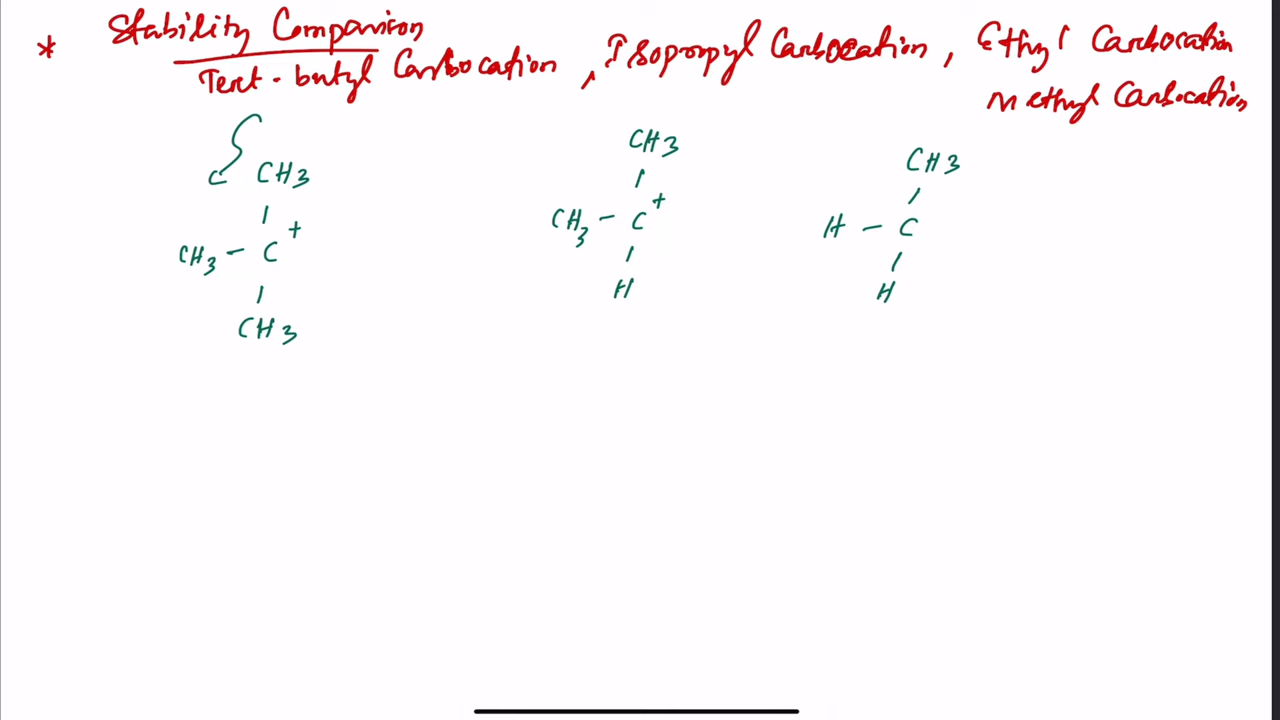 * Stability Comparison
Tert-butyl Carbocation, Isopropyl Carbocation, Ethyl Carbocation
methyl Carbocation
CH3
CH3 - C +
CH3
CH3
CH3 - C +
H
CH3
H - C
H